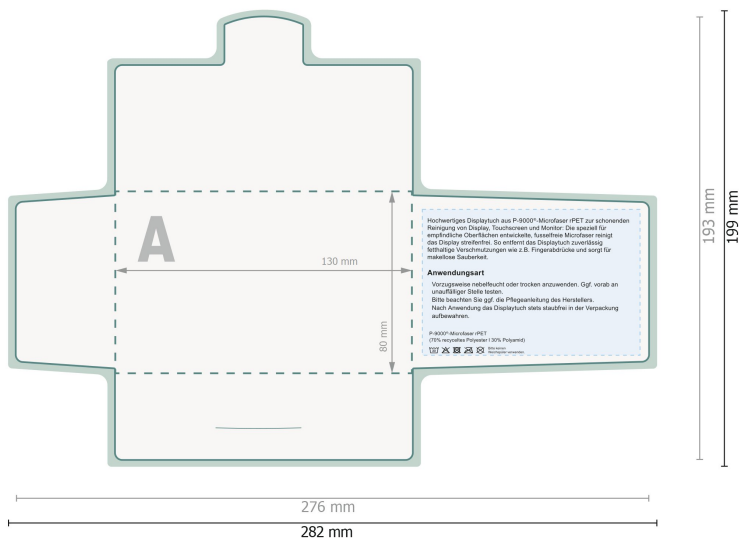 A
130 mm
80 mm
Hochwertiges Displaytuch aus P-9000®-Microfaser rPET zur schonenden
Reinigung von Display, Touchscreen und Monitor: Die speziell für
empfindliche Oberflächen entwickelte, fusselfreie Microfaser reinigt
das Display streifenfrei. So entfernt das Displaytuch zuverlässig
fetthaltige Verschmutzungen wie z.B. Fingerabdrücke und sorgt für
makellose Sauberkeit.
Anwendungsart
Vorzugsweise nebelfeucht oder trocken anzuwenden. Ggf. vorab an
unauffälliger Stelle testen.
Bitte beachten Sie ggf. die Pflegeanleitung des Herstellers.
Nach Anwendung das Displaytuch stets staubfrei in der Verpackung
aufbewahren.
P-9000®-Microfaser rPET
(70% recyceltes Polyester I 30% Polyamid)
Bitte keinen
Weichspüler verwenden
193 mm
199 mm
276 mm
282 mm